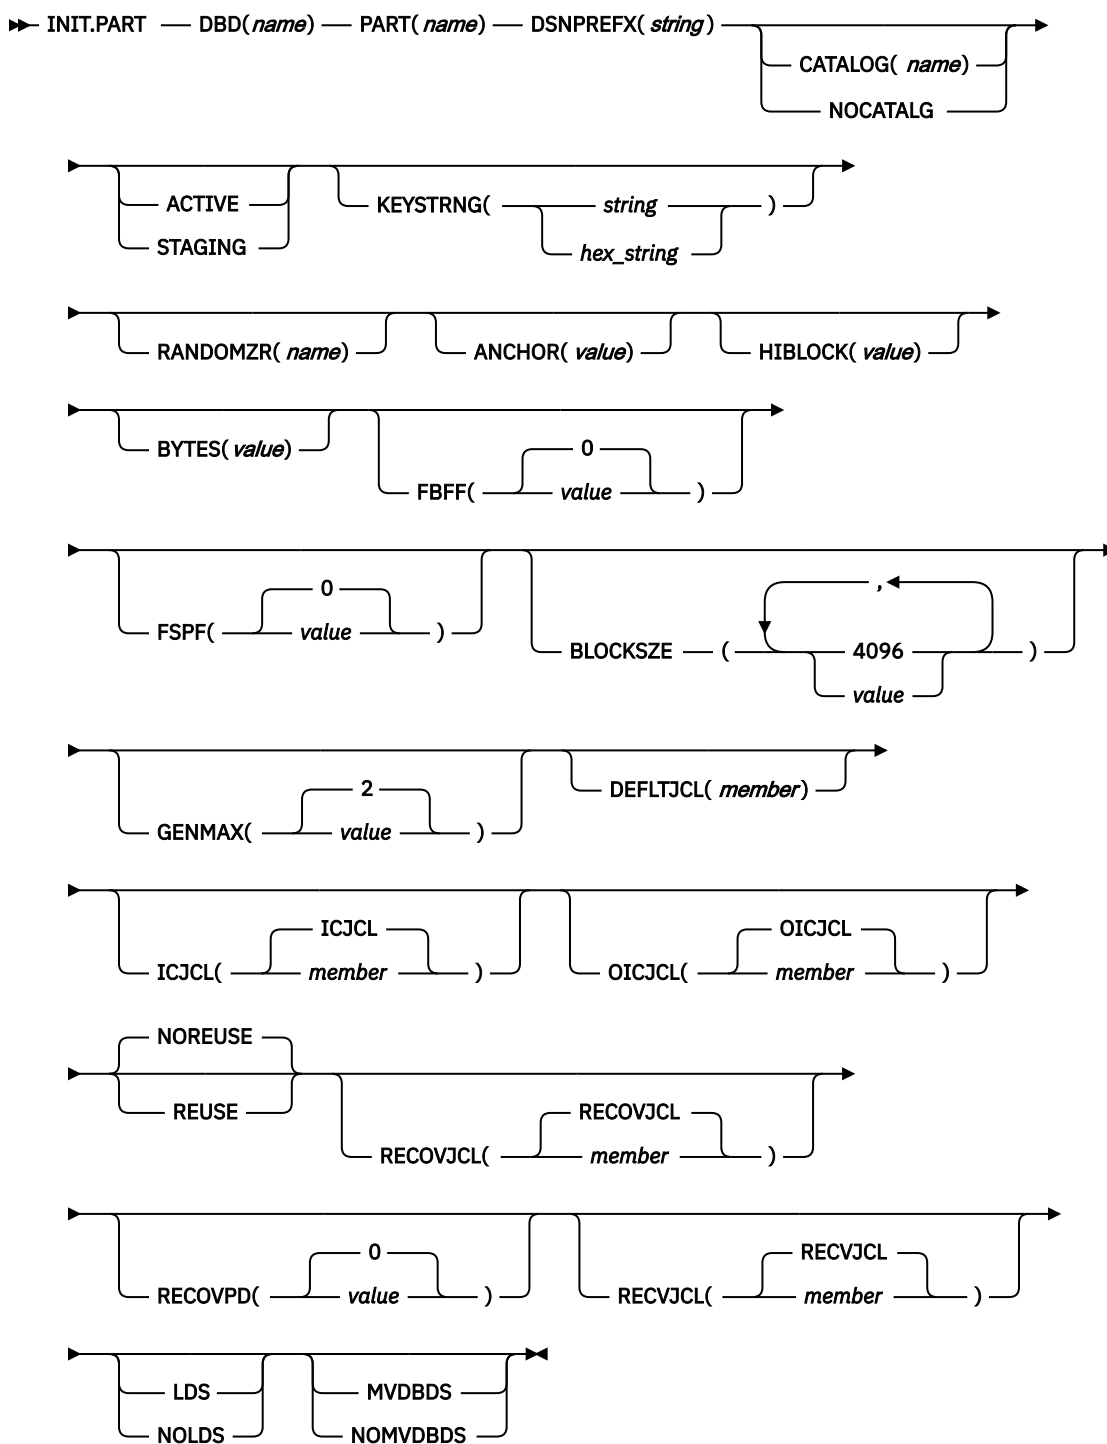 INIT.PART DBD( name) PART( name) DSNPREFX( string)
CATALOG( name)
NOCATALG
ACTIVE
STAGING
KEYSTRNG( string )
hex_string
RANDOMZR( name) ANCHOR( value) HIBLOCK( value)
BYTES( value)
0
FBFF( value )
0
FSPF( value )
,
BLOCKSZE ( 4096 )
value
2
GENMAX( value )
DEFLTJCL( member)
ICJCL
ICJCL( member )
OICJCL
OICJCL( member )
NOREUSE
REUSE
RECOVJCL
RECOVJCL( member )
0
RECOVPD( value )
RECVJCL
RECVJCL( member )
LDS
NOLDS
MVDBDS
NOMVDBDS